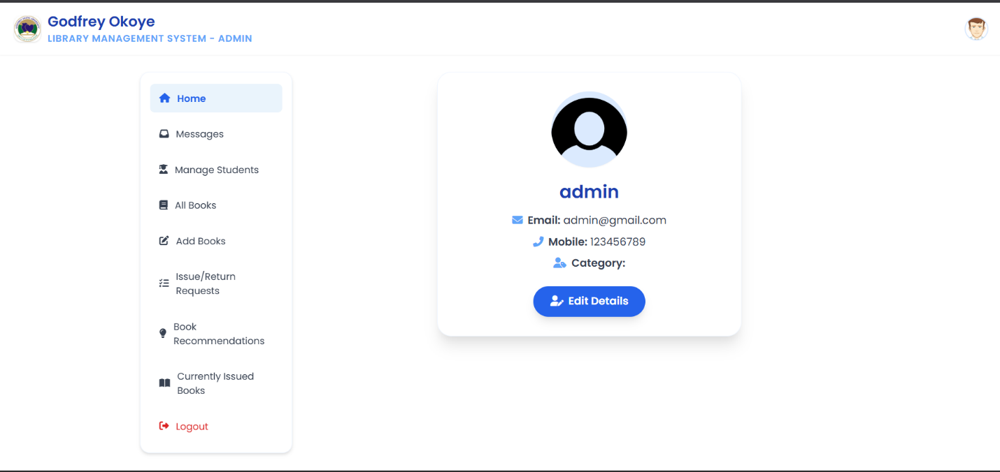 Godfrey Okoye
LIBRARY MANAGEMENT SYSTEM - ADMIN
Home
Messages
Manage Students
All Books
Add Books
Issue/Return
Requests
Book
Recommendations
Currently Issued
Books
Logout
admin
Email: admin@gmail.com
Mobile: 123456789
Category:
Edit Details